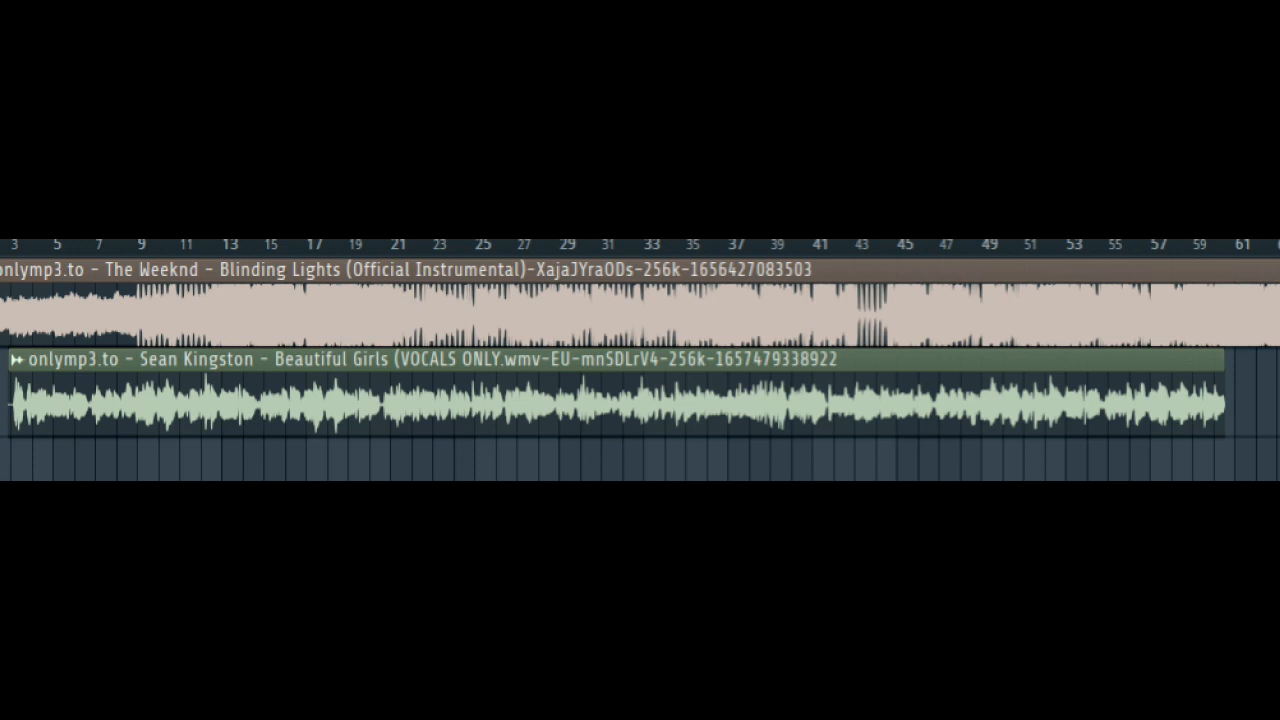 3 5 7 9 11 13 15 17 19 21 23 25 27 29 31 33 35 37 39 41 43 45 47 49 51 53 55 57 59 61
onlymp3.to - The Weeknd - Blinding Lights (Official Instrumental)-XajaJYraODs-256k-1656427083503
onlymp3.to - Sean Kingston - Beautiful Girls (VOCALS ONLY.wmv-EU-mnSDLrV4-256k-1657479338922